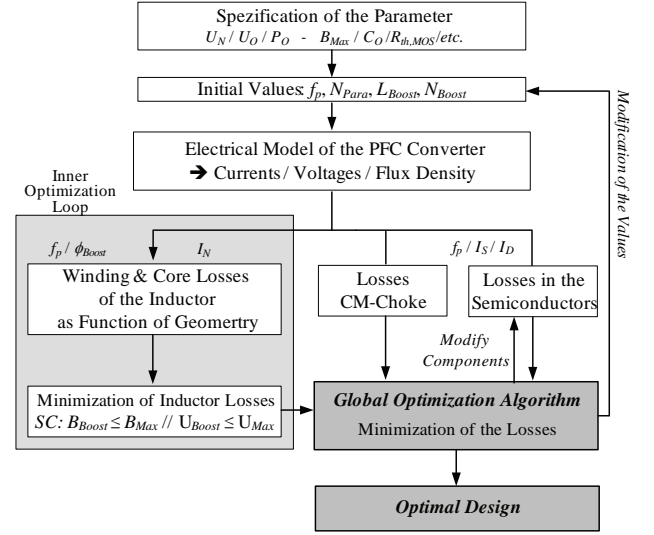 Spezification of the Parameter
U_N / U_O / P_O - B_Max / C_O /R_th,MOS /etc.
Initial Values: f_p, N_Para, L_Boost, N_Boost
Electrical Model of the PFC Converter
➔ Currents / Voltages / Flux Density
Modification of the Values
Inner
Optimization
Loop
f_p / ϕ_Boost
I_N
f_p / I_S / I_D
Winding & Core Losses
of the Inductor
as Function of Geomertry
Losses
CM-Choke
Losses in the
Semiconductors
Modify
Components
Minimization of Inductor Losses
SC: B_Boost ≤ B_Max // U_Boost ≤ U_Max
Global Optimization Algorithm
Minimization of the Losses
Optimal Design